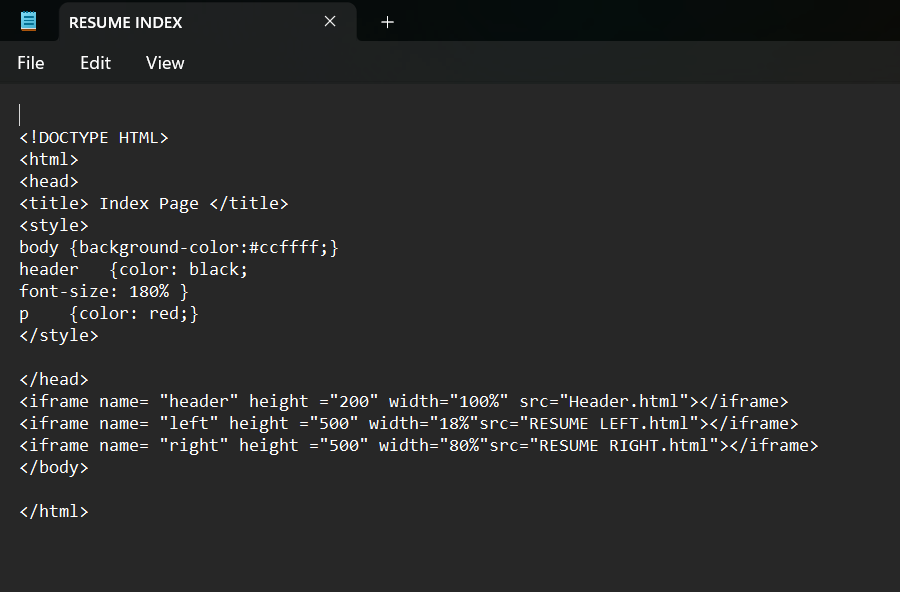 RESUME INDEX
File Edit View
<!DOCTYPE HTML>
<html>
<head>
<title> Index Page </title>
<style>
body {background-color:#ccffff;}
header   {color: black;
font-size: 180% }
p    {color: red;}
</style>
</head>
<iframe name= "header" height ="200" width="100%" src="Header.html"></iframe>
<iframe name= "left" height ="500" width="18%"src="RESUME LEFT.html"></iframe>
<iframe name= "right" height ="500" width="80%"src="RESUME RIGHT.html"></iframe>
</body>
</html>